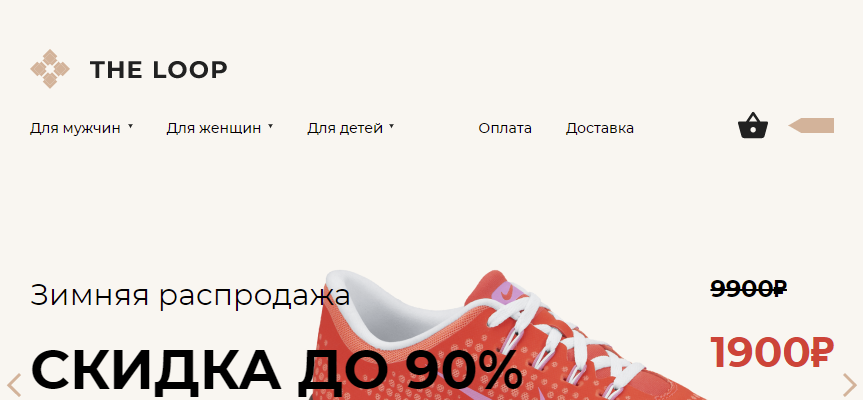 THE LOOP
Для мужчин Для женщин Для детей Оплата Доставка
Зимняя распродажа
9900₽
СКИДКА ДО 90%
1900₽